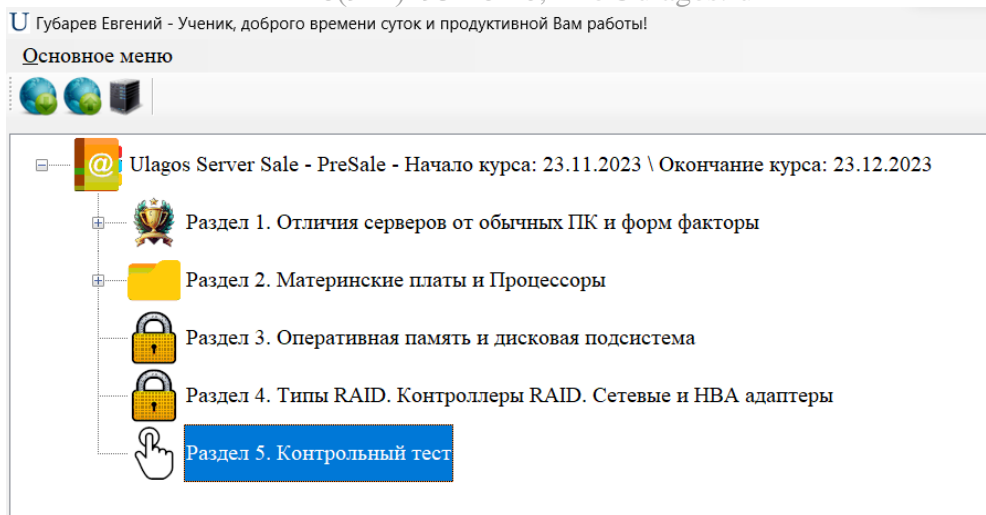 Губарев Евгений - Ученик, доброго времени суток и продуктивной Вам работы!
Основное меню
Ulagos Server Sale - PreSale - Начало курса: 23.11.2023 \ Окончание курса: 23.12.2023
Раздел 1. Отличия серверов от обычных ПК и форм факторы
Раздел 2. Материнские платы и Процессоры
Раздел 3. Оперативная память и дисковая подсистема
Раздел 4. Типы RAID. Контроллеры RAID. Сетевые и HBA адаптеры
Раздел 5. Контрольный тест